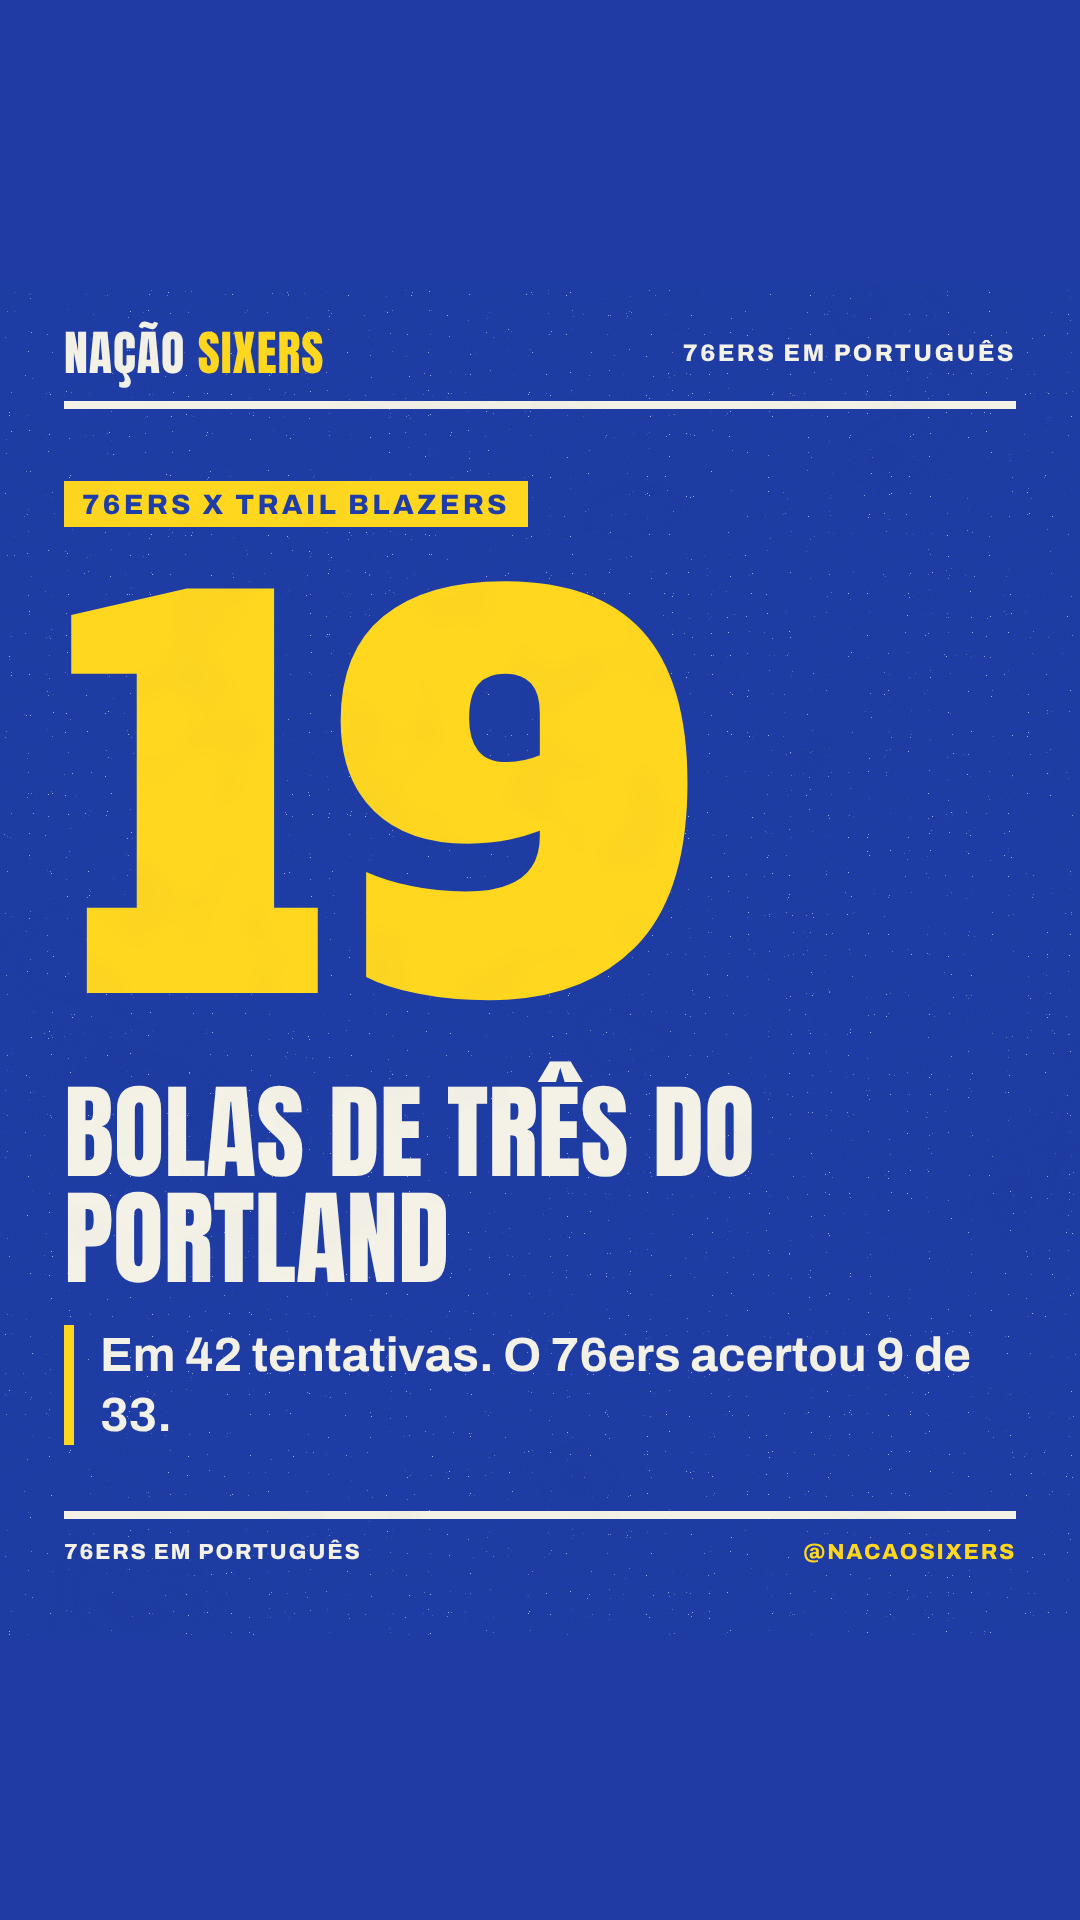 NAÇÃO SIXERS
76ERS EM PORTUGUÊS
76ERS X TRAIL BLAZERS
19
BOLAS DE TRÊS DO
PORTLAND
Em 42 tentativas. O 76ers acertou 9 de
33.
76ERS EM PORTUGUÊS
@NACAOSIXERS